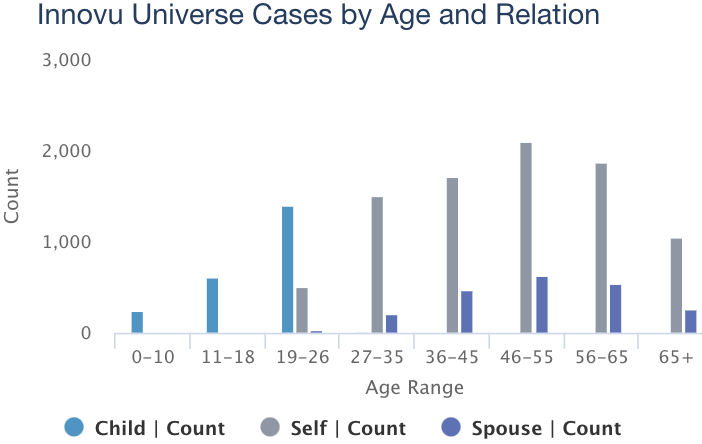 Innovu Universe Cases by Age and Relation
3,000
2,000
1,000
0
Count
0–10 11–18 19–26 27–35 36–45 46–55 56–65 65+
Age Range
Child | Count Self | Count Spouse | Count